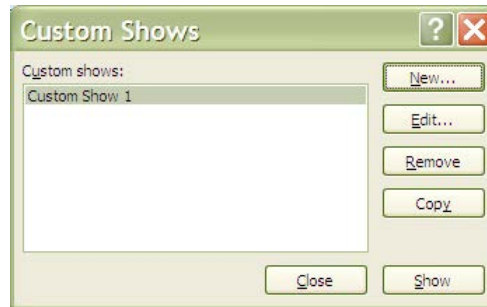 Custom Shows
Custom shows:
Custom Show 1
New...
Edit...
Remove
Copy
Close
Show